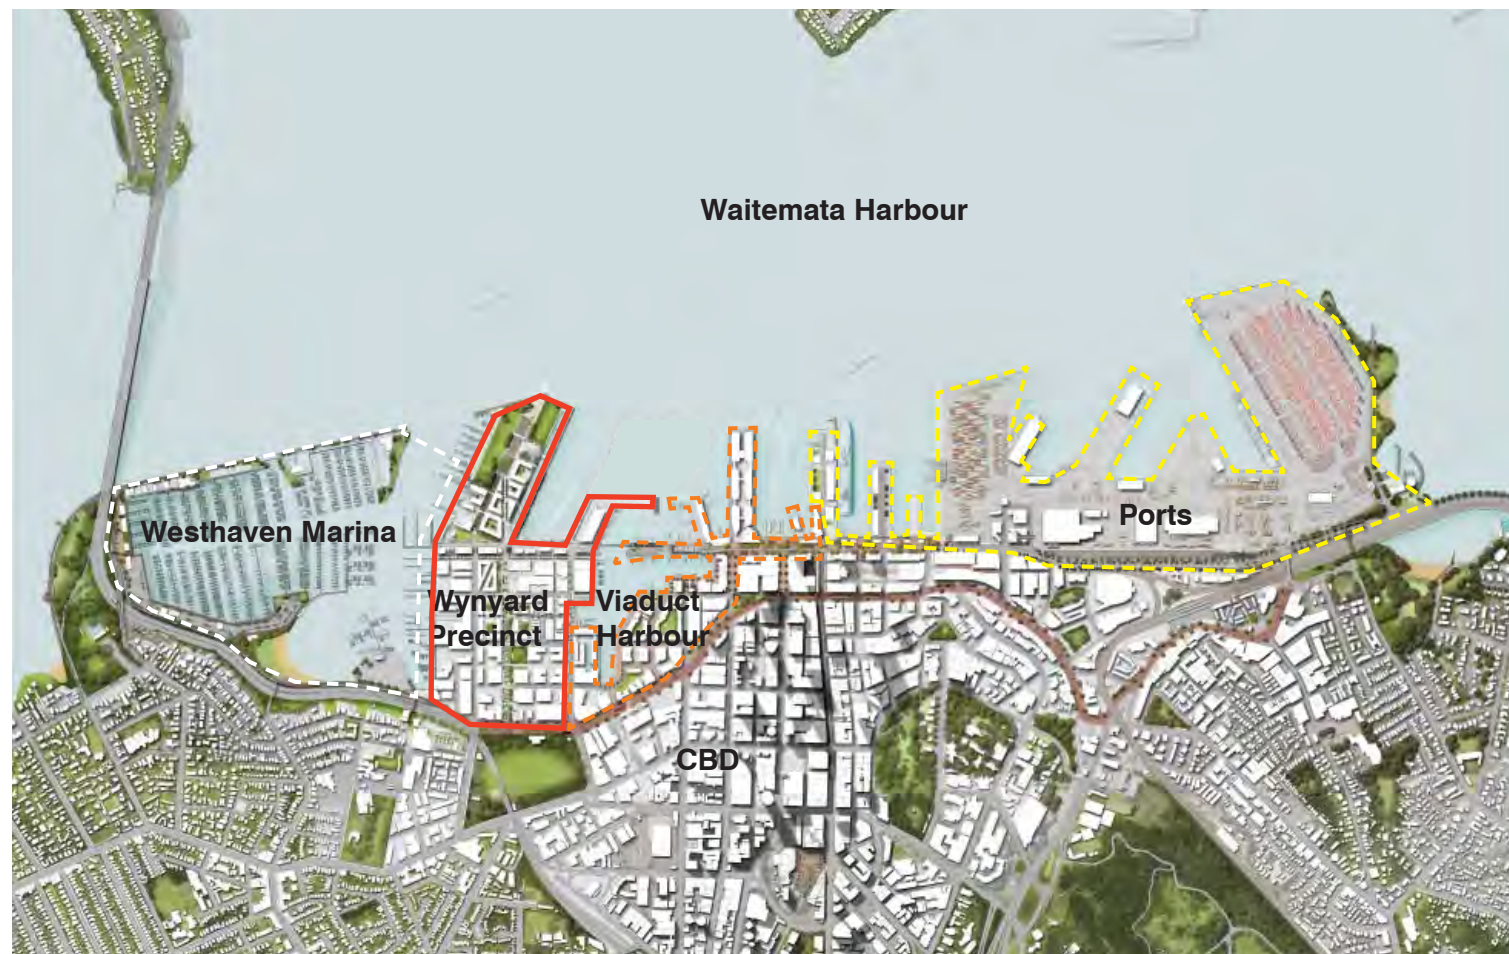 Waitemata Harbour
Westhaven Marina
Ports
Wynyard
Precinct
Viaduct
Harbour
CBD